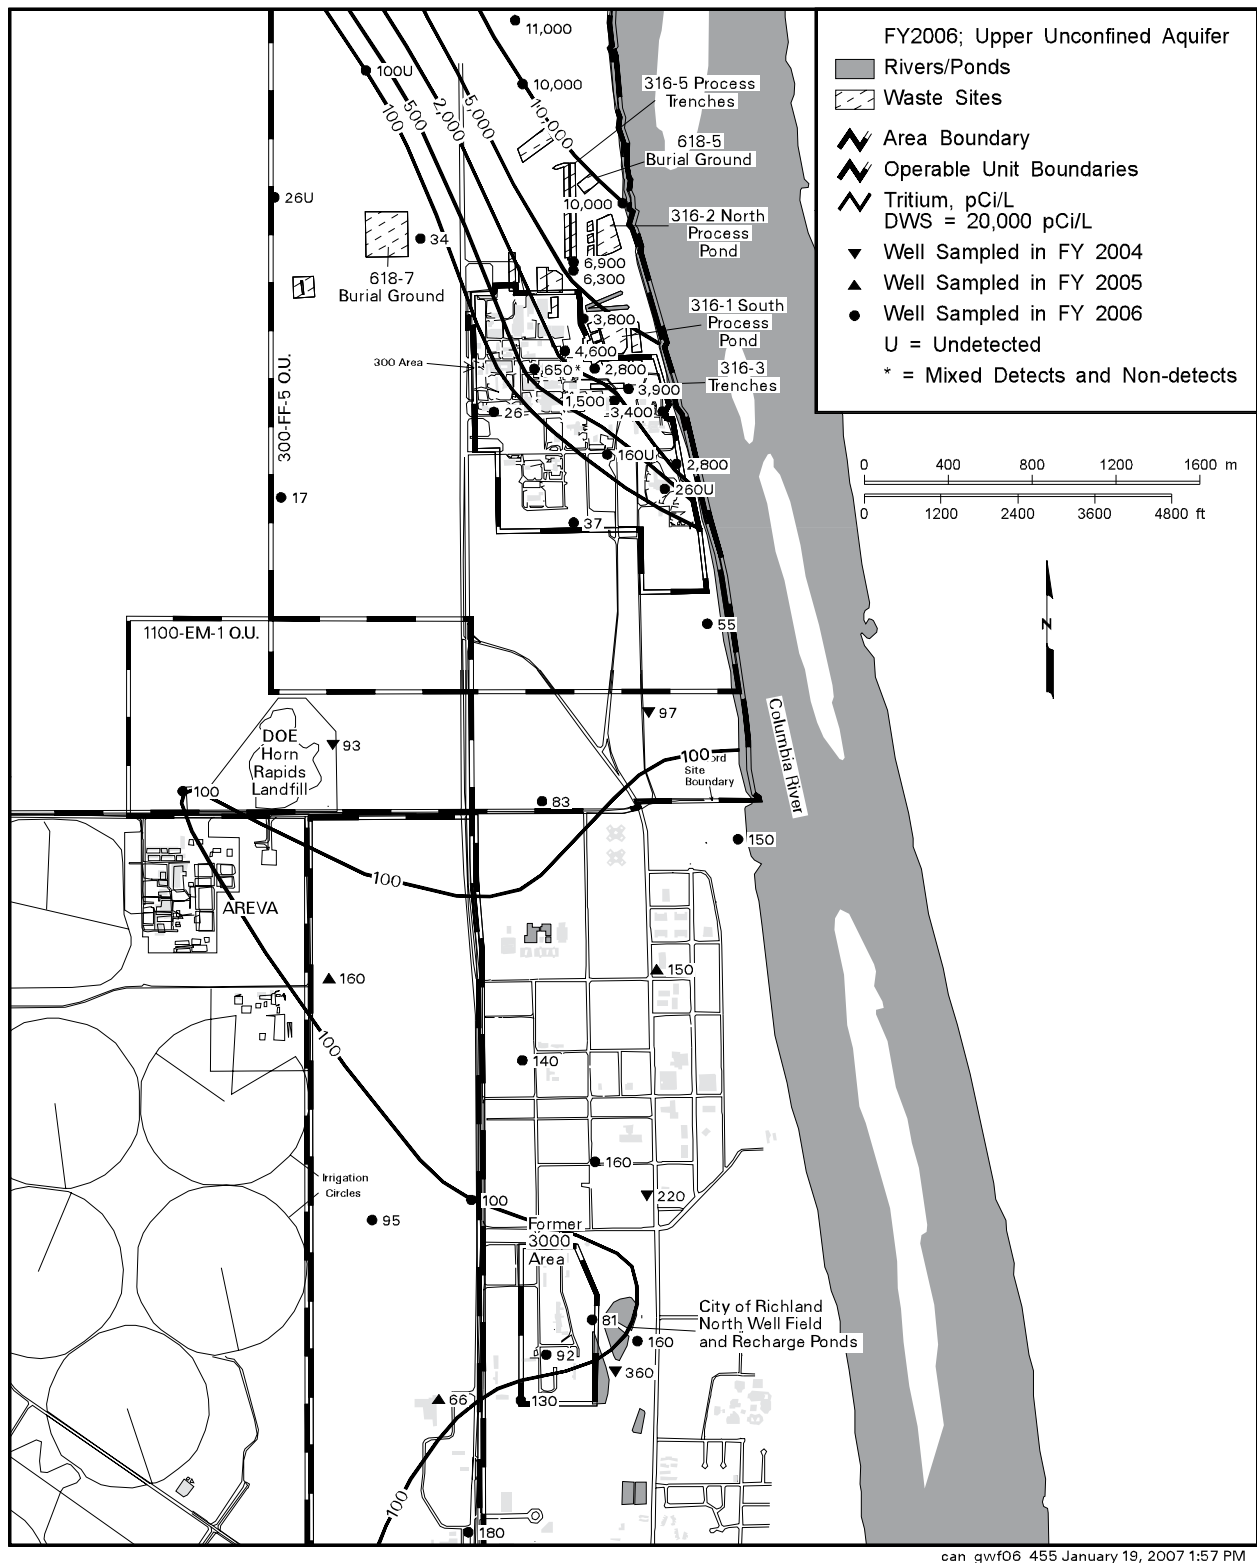 11,000
FY2006; Upper Unconfined Aquifer
Rivers/Ponds
Waste Sites
Area Boundary
Operable Unit Boundaries
Tritium, pCi/L
DWS = 20,000 pCi/L
Well Sampled in FY 2004
Well Sampled in FY 2005
Well Sampled in FY 2006
U = Undetected
* = Mixed Detects and Non-detects
100U
10,000
316-5 Process
Trenches
100
500
2,000
5,000
10,000
618-5
Burial Ground
26U
10,000
34
316-2 North
Process
Pond
618-7
Burial Ground
6,900
6,300
316-1 South
Process
Pond
3,800
300 Area
4,600
650 *
2,800
316-3
Trenches
3,900
1,500
26
3,400
300-FF-5 O.U.
160U
2,800
260U
17
37
0 400 800 1200 1600 m
0 1200 2400 3600 4800 ft
N
55
1100-EM-1 O.U.
97
Columbia River
DOE
Horn
Rapids
Landfill
93
100
ord
Site
Boundary
100
83
150
100
AREVA
160
150
100
140
160
Irrigation
Circles
220
100
95
Former
3000
Area
City of Richland
North Well Field
and Recharge Ponds
81
160
92
360
66
130
100
180
can_gwf06_455 January 19, 2007 1:57 PM